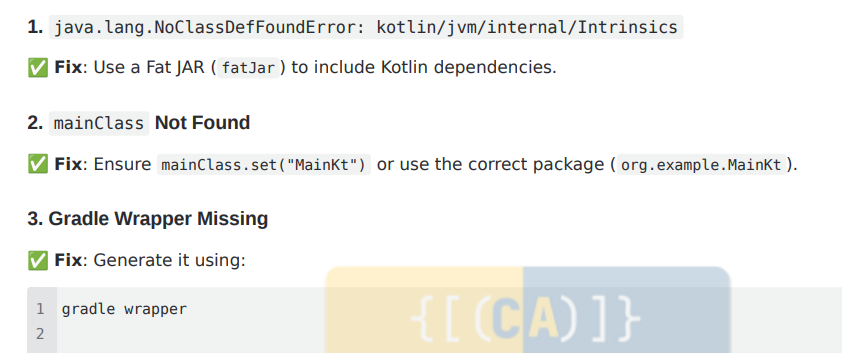 1. java.lang.NoClassDefFoundError: kotlin/jvm/internal/Intrinsics
✅ Fix: Use a Fat JAR (fatJar) to include Kotlin dependencies.
2. mainClass Not Found
✅ Fix: Ensure mainClass.set("MainKt") or use the correct package (org.example.MainKt).
3. Gradle Wrapper Missing
✅ Fix: Generate it using:
{[(CA)]}
1 gradle wrapper
2